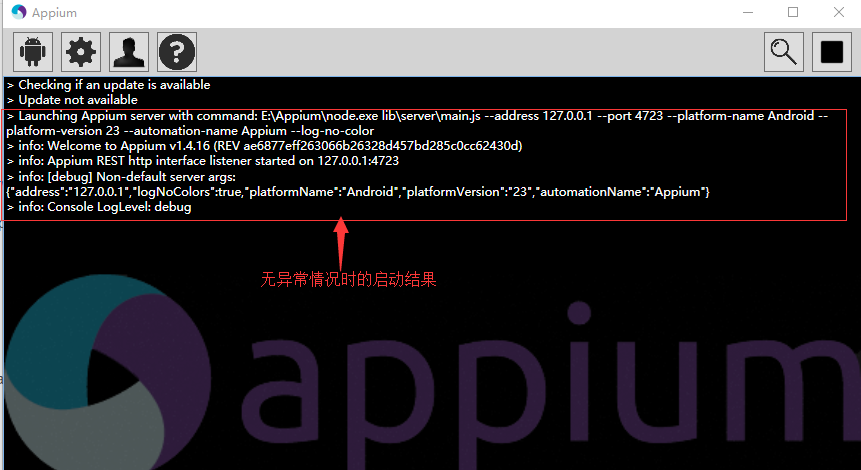 Appium
> Checking if an update is available
> Update not available
> Launching Appium server with command: E:\Appium\node.exe lib\server\main.js --address 127.0.0.1 --port 4723 --platform-name Android --
platform-version 23 --automation-name Appium --log-no-color
> info: Welcome to Appium v1.4.16 (REV ae6877eff263066b26328d457bd285c0cc62430d)
> info: Appium REST http interface listener started on 127.0.0.1:4723
> info: [debug] Non-default server args:
{"address":"127.0.0.1","logNoColors":true,"platformName":"Android","platformVersion":"23","automationName":"Appium"}
> info: Console LogLevel: debug
无异常情况时的启动结果
appium